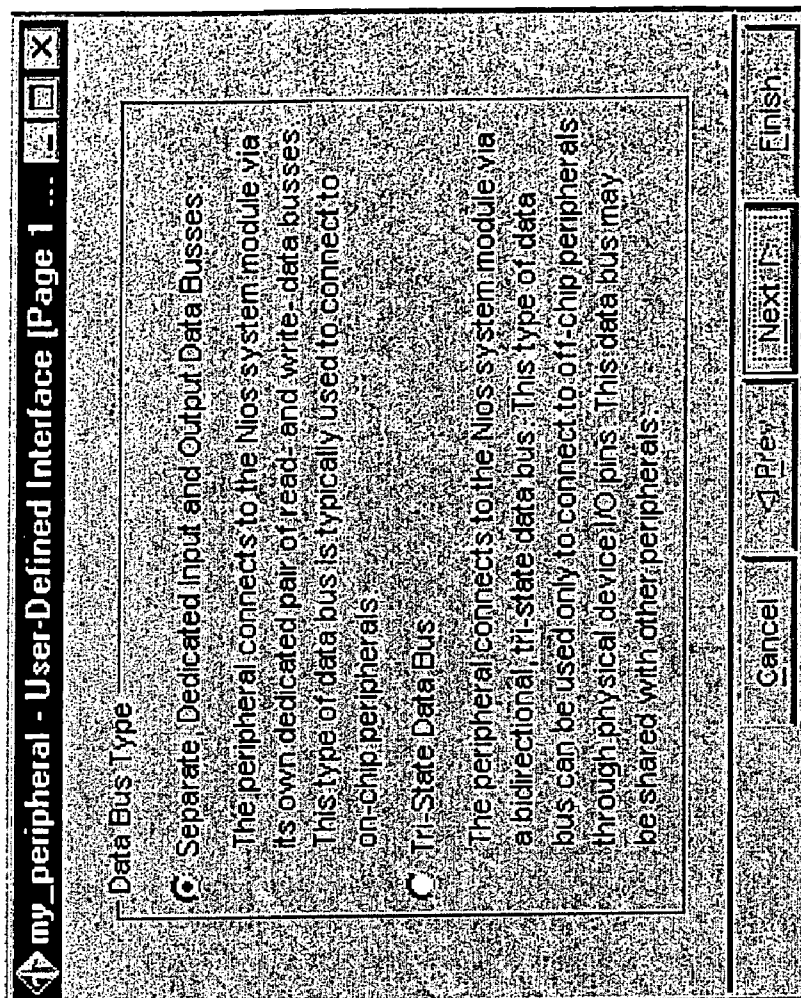 my_peripheral - User-Defined Interface [Page 1 ...
Data Bus Type
Separate, Dedicated Input and Output Data Busses:
The peripheral connects to the Nios system module via
its own dedicated pair of read- and write- data busses
This type of data bus is typically used to connect to
on-chip peripherals
Tri-State Data Bus
The peripheral connects to the Nios system module via
a bidirectional, tri-state data bus. This type of data
bus can be used only to connect to off-chip peripherals
through physical device I/O pins. This data bus may
be shared with other peripherals.
Cancel
Prev
Next
Finish